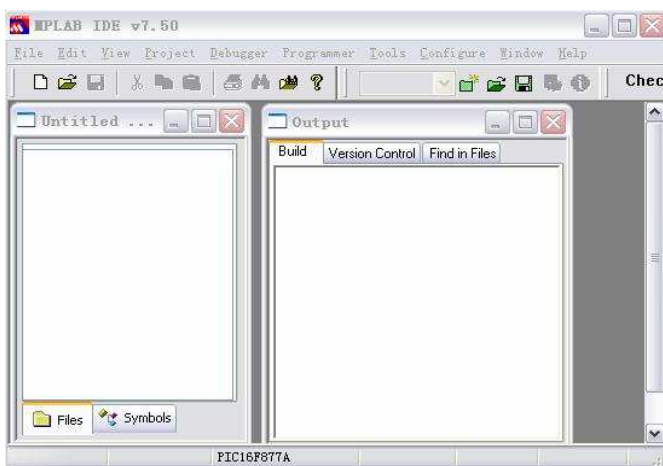 MPLAB IDE v7.50
File Edit View Project Debugger Programmer Tools Configure Window Help
Chec
Untitled ...
Output
Build Version Control Find in Files
Files Symbols
PIC16F877A